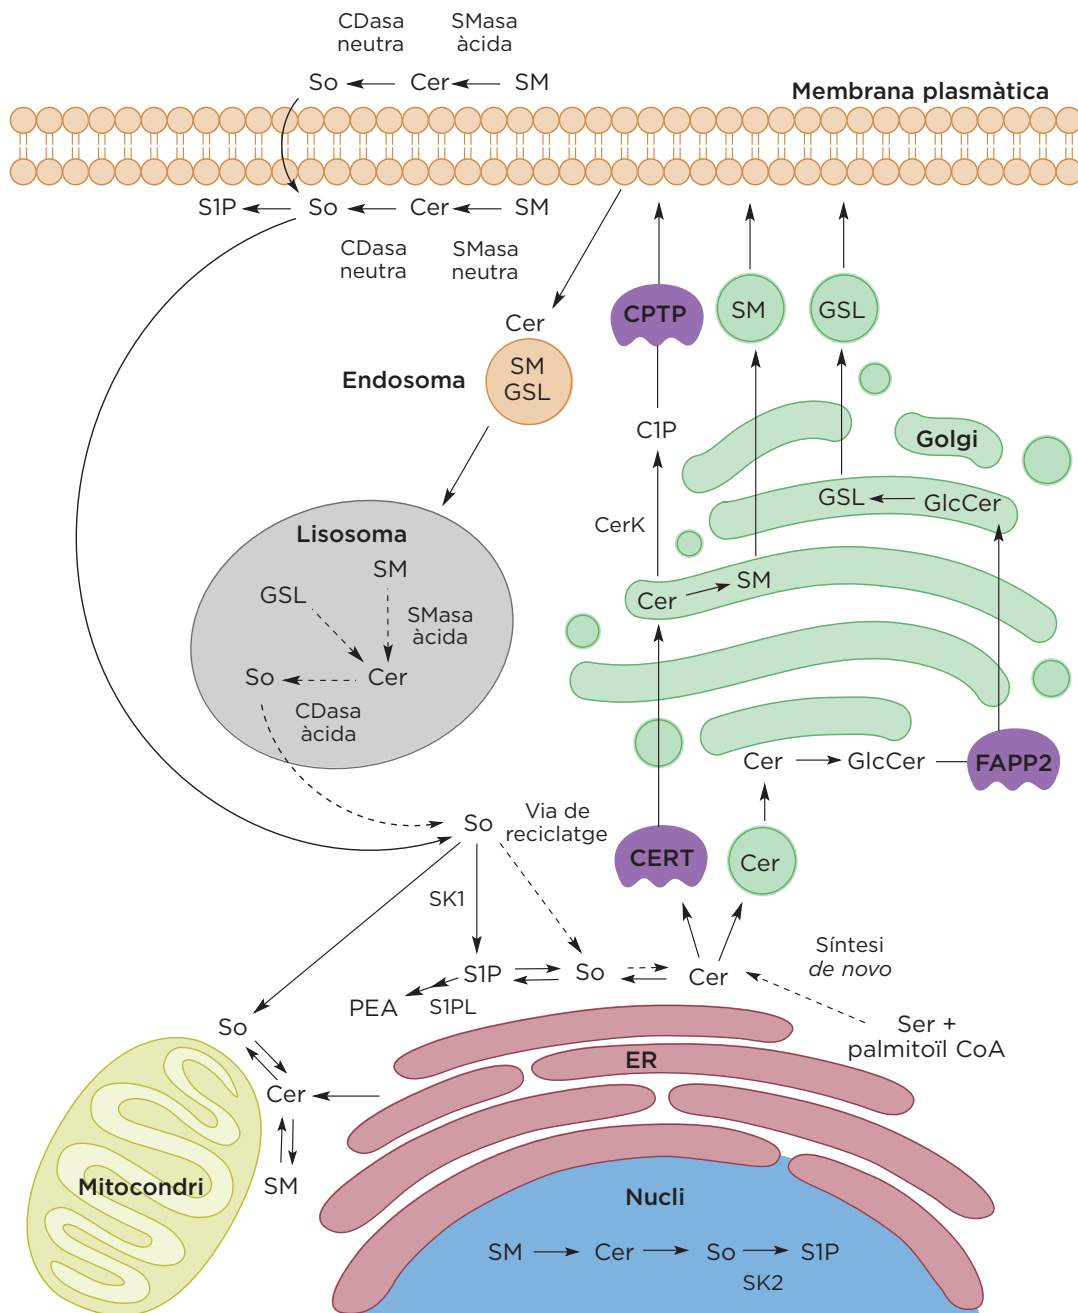 CDasa
neutra
SMasa
àcida
So
Cer
SM
Membrana plasmàtica
S1P
So
Cer
SM
CDasa
neutra
SMasa
neutra
Cer
SM
GSL
Endosoma
CPTP
SM
GSL
C1P
Golgi
GSL
GlcCer
CerK
Cer
SM
Lisosoma
SM
GSL
SMasa
àcida
So
Cer
CDasa
àcida
Cer
GlcCer
FAPP2
So
Via de
reciclatge
CERT
Cer
SK1
S1P
So
Cer
Síntesi
de novo
PEA
S1PL
Ser +
palmitoïl CoA
So
ER
Cer
Mitocondri
SM
Nucli
SM
Cer
So
S1P
SK2